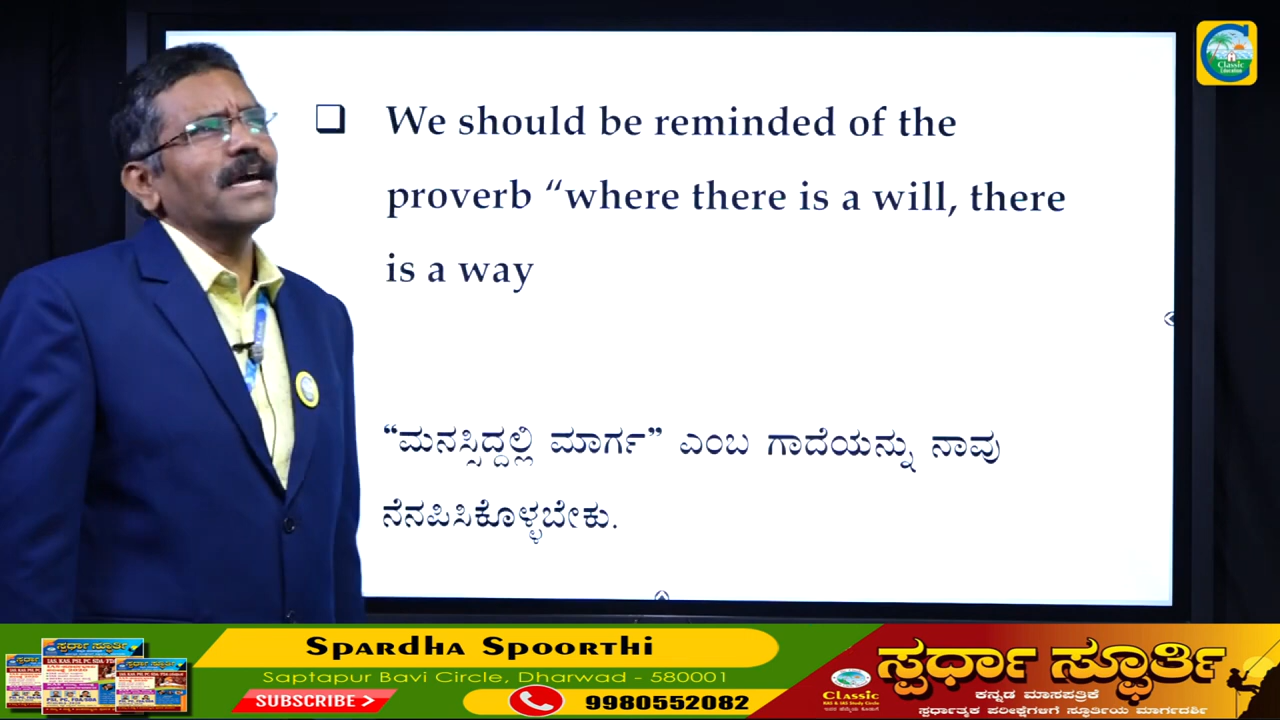 Classic
Education
❑ We should be reminded of the
proverb “where there is a will, there
is a way
“ಮನಸ್ಸಿದ್ದಲ್ಲಿ ಮಾರ್ಗ” ಎಂಬ ಗಾದೆಯನ್ನು ನಾವು
ನೆನಪಿಸಿಕೊಳ್ಳಬೇಕು.
Spardha Spoorthi
Saptapur Bavi Circle, Dharwad - 580001
SUBSCRIBE >
9980552082
Classic
ಸ್ಪರ್ಧಾ ಸ್ಪೂರ್ತಿ
ಕನ್ನಡ ಮಾಸಪತ್ರಿಕೆ
ಸ್ಪರ್ಧಾತ್ಮಕ ಪರೀಕ್ಷೆಗಳಿಗೆ ಸ್ಪೂರ್ತಿಯ ಮಾರ್ಗದರ್ಶಿ